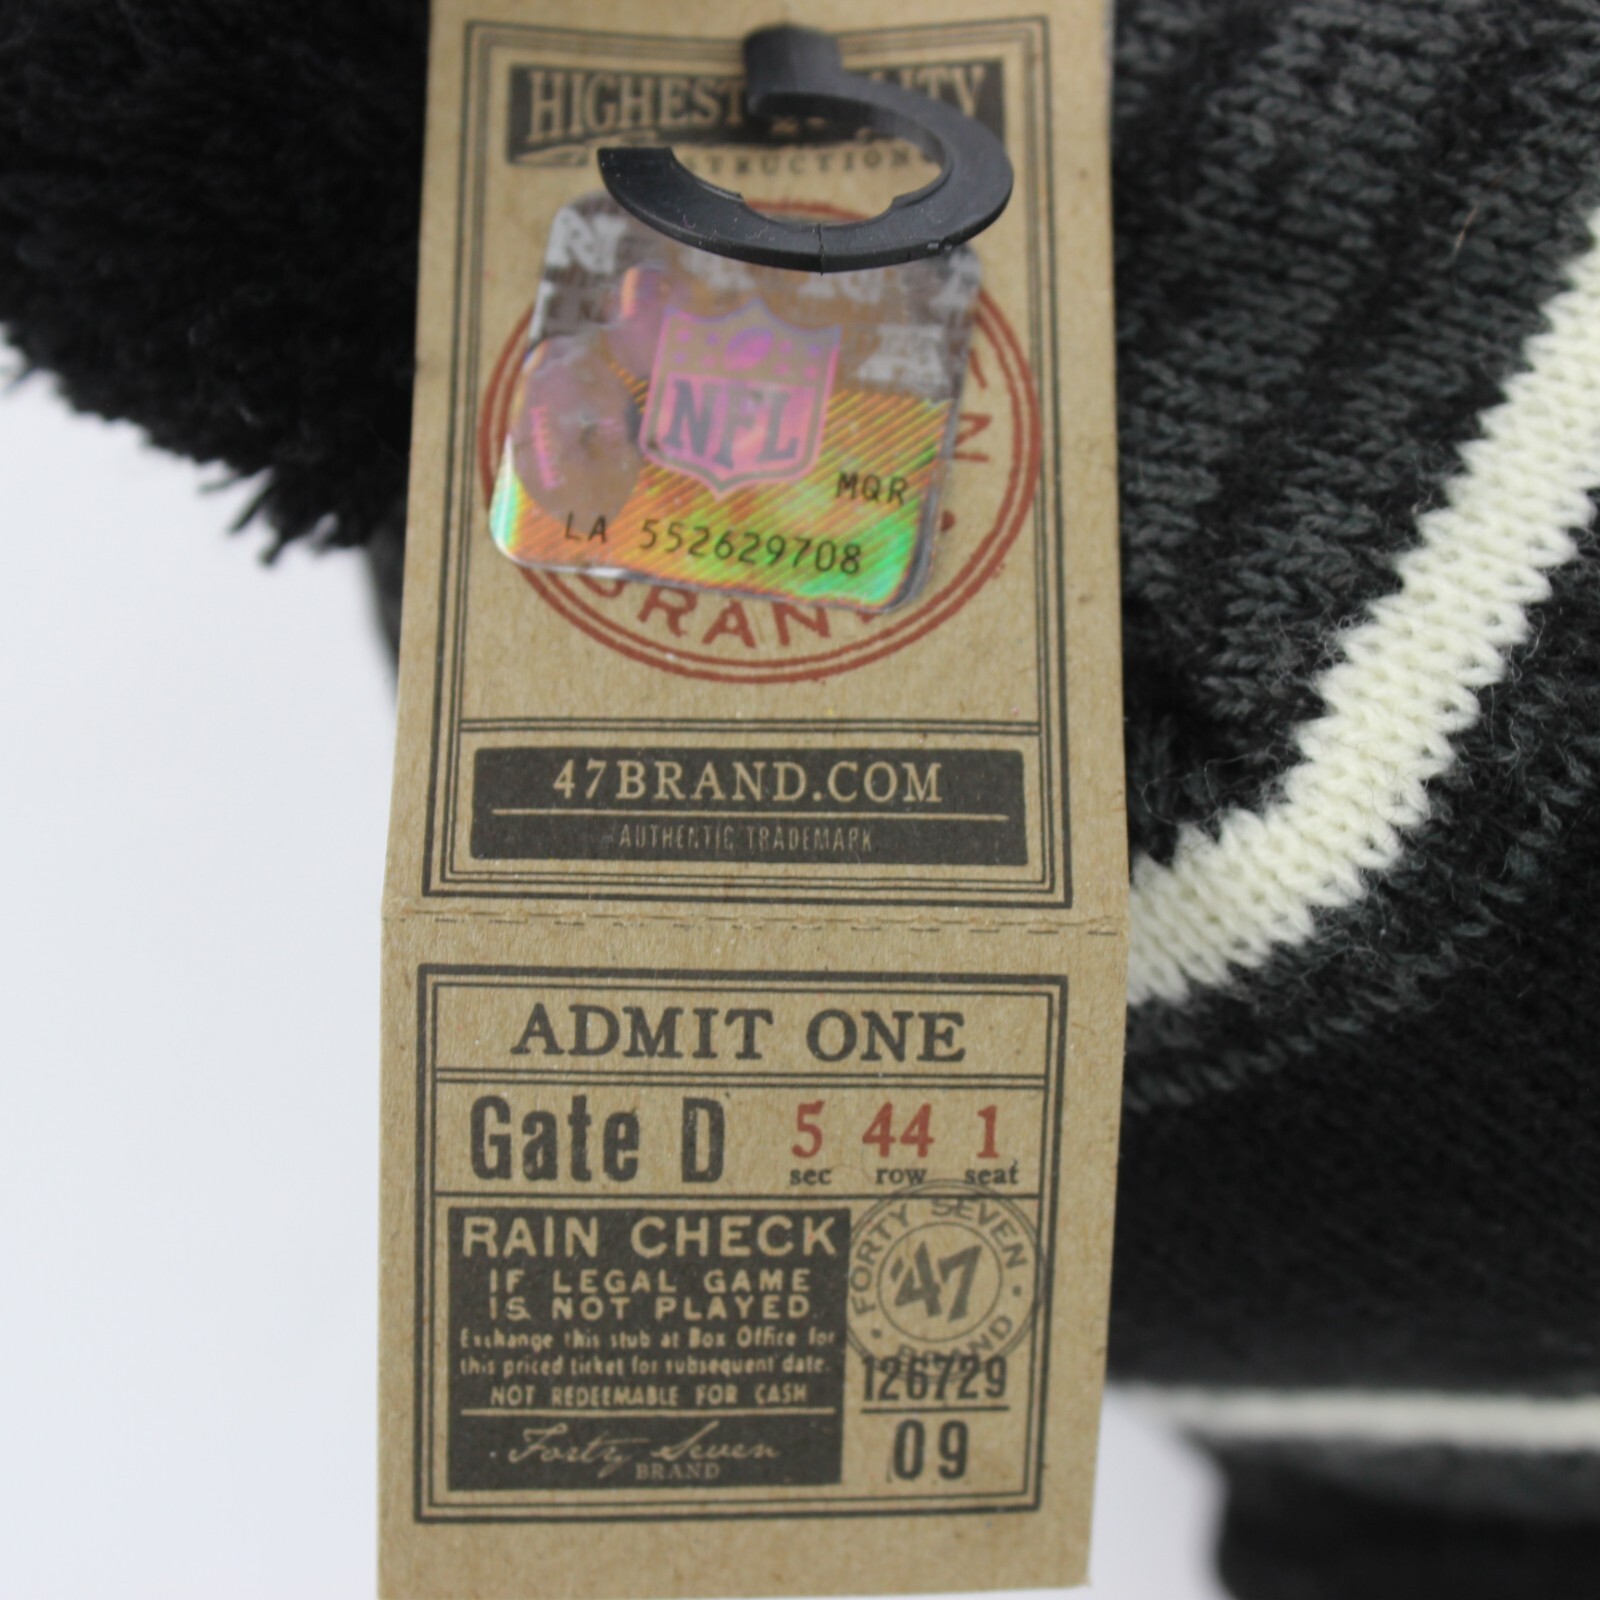 HIGHEST
NFL
MQR
LA 552629708
47BRAND.COM
AUTHENTIC TRADEMARK
ADMIT ONE
Gate D 5 44 1
sec row seat
RAIN CHECK
IF LEGAL GAME
IS NOT PLAYED
Exchange this stub at Box Office for
this priced ticket for subsequent date.
NOT REDEEMABLE FOR CASH
Forty Seven
BRAND
FORTY SEVEN
'47
BRAND
126729
09